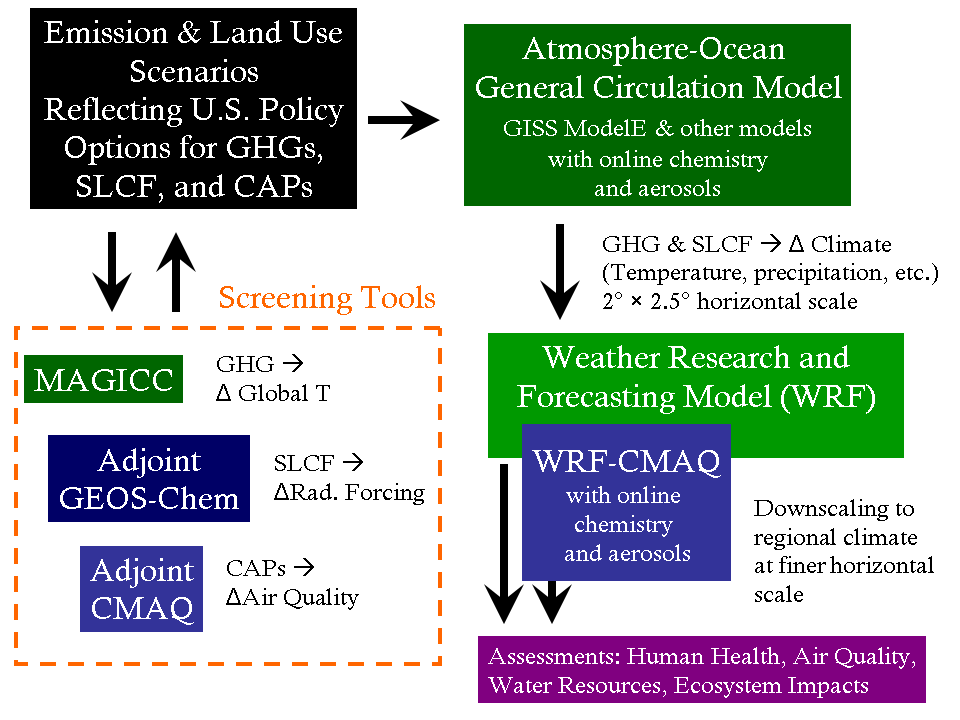 Emission & Land Use
Scenarios
Reflecting U.S. Policy
Options for GHGs,
SLCF, and CAPs
Atmosphere-Ocean
General Circulation Model
GISS ModelE & other models
with online chemistry
and aerosols
GHG & SLCF → Δ Climate
(Temperature, precipitation, etc.)
2° × 2.5° horizontal scale
Screening Tools
MAGICC
GHG →
Δ Global T
Adjoint
GEOS-Chem
SLCF →
ΔRad. Forcing
Adjoint
CMAQ
CAPs →
ΔAir Quality
Weather Research and
Forecasting Model (WRF)
WRF-CMAQ
with online
chemistry
and aerosols
Downscaling to
regional climate
at finer horizontal
scale
Assessments: Human Health, Air Quality,
Water Resources, Ecosystem Impacts